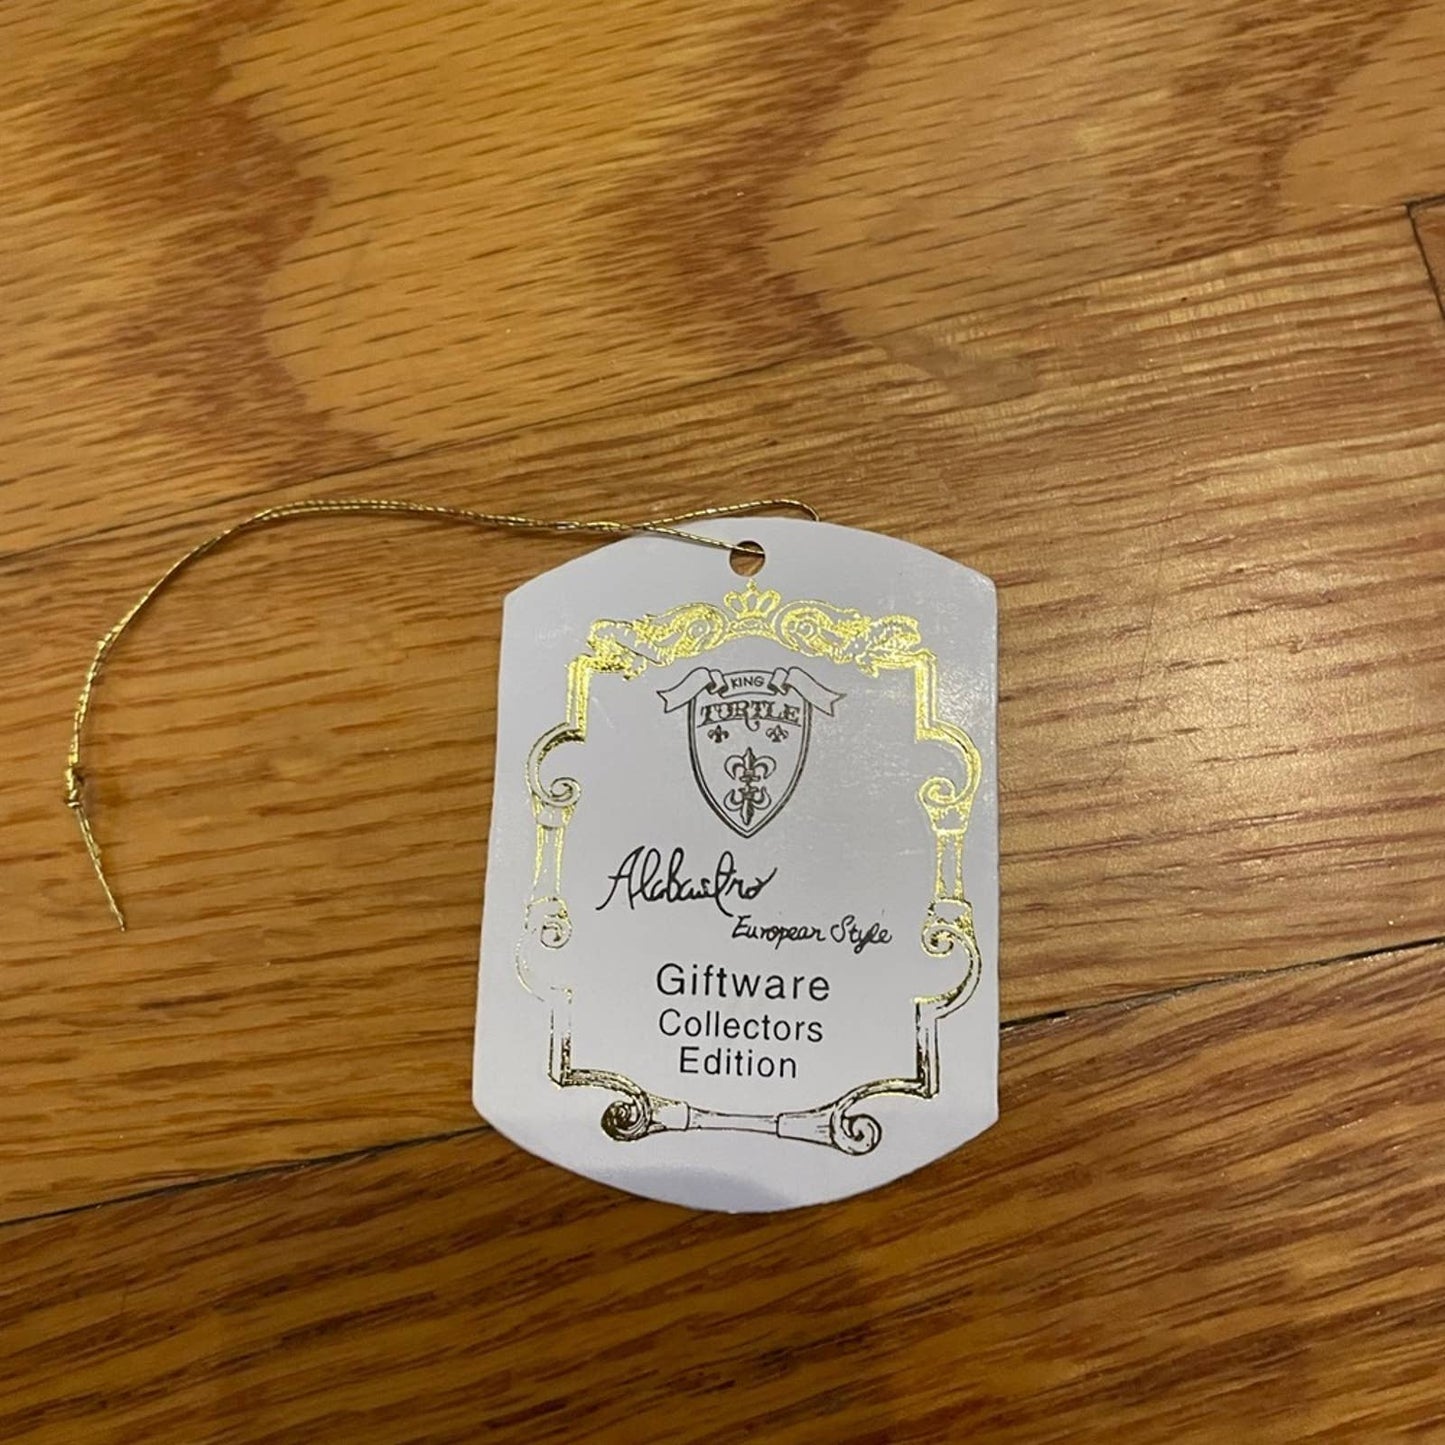 KING
TURTLE
Alabastro
European Style
Giftware
Collectors
Edition